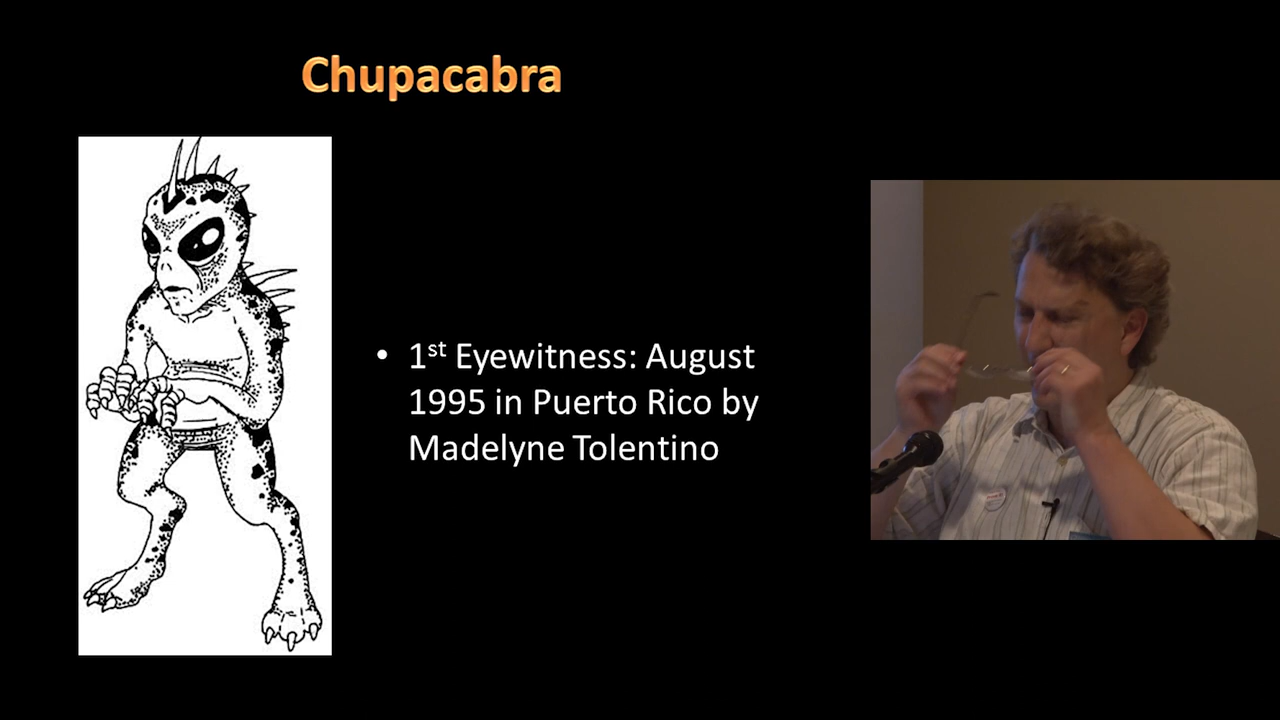 Chupacabra
• 1st Eyewitness: August
1995 in Puerto Rico by
Madelyne Tolentino